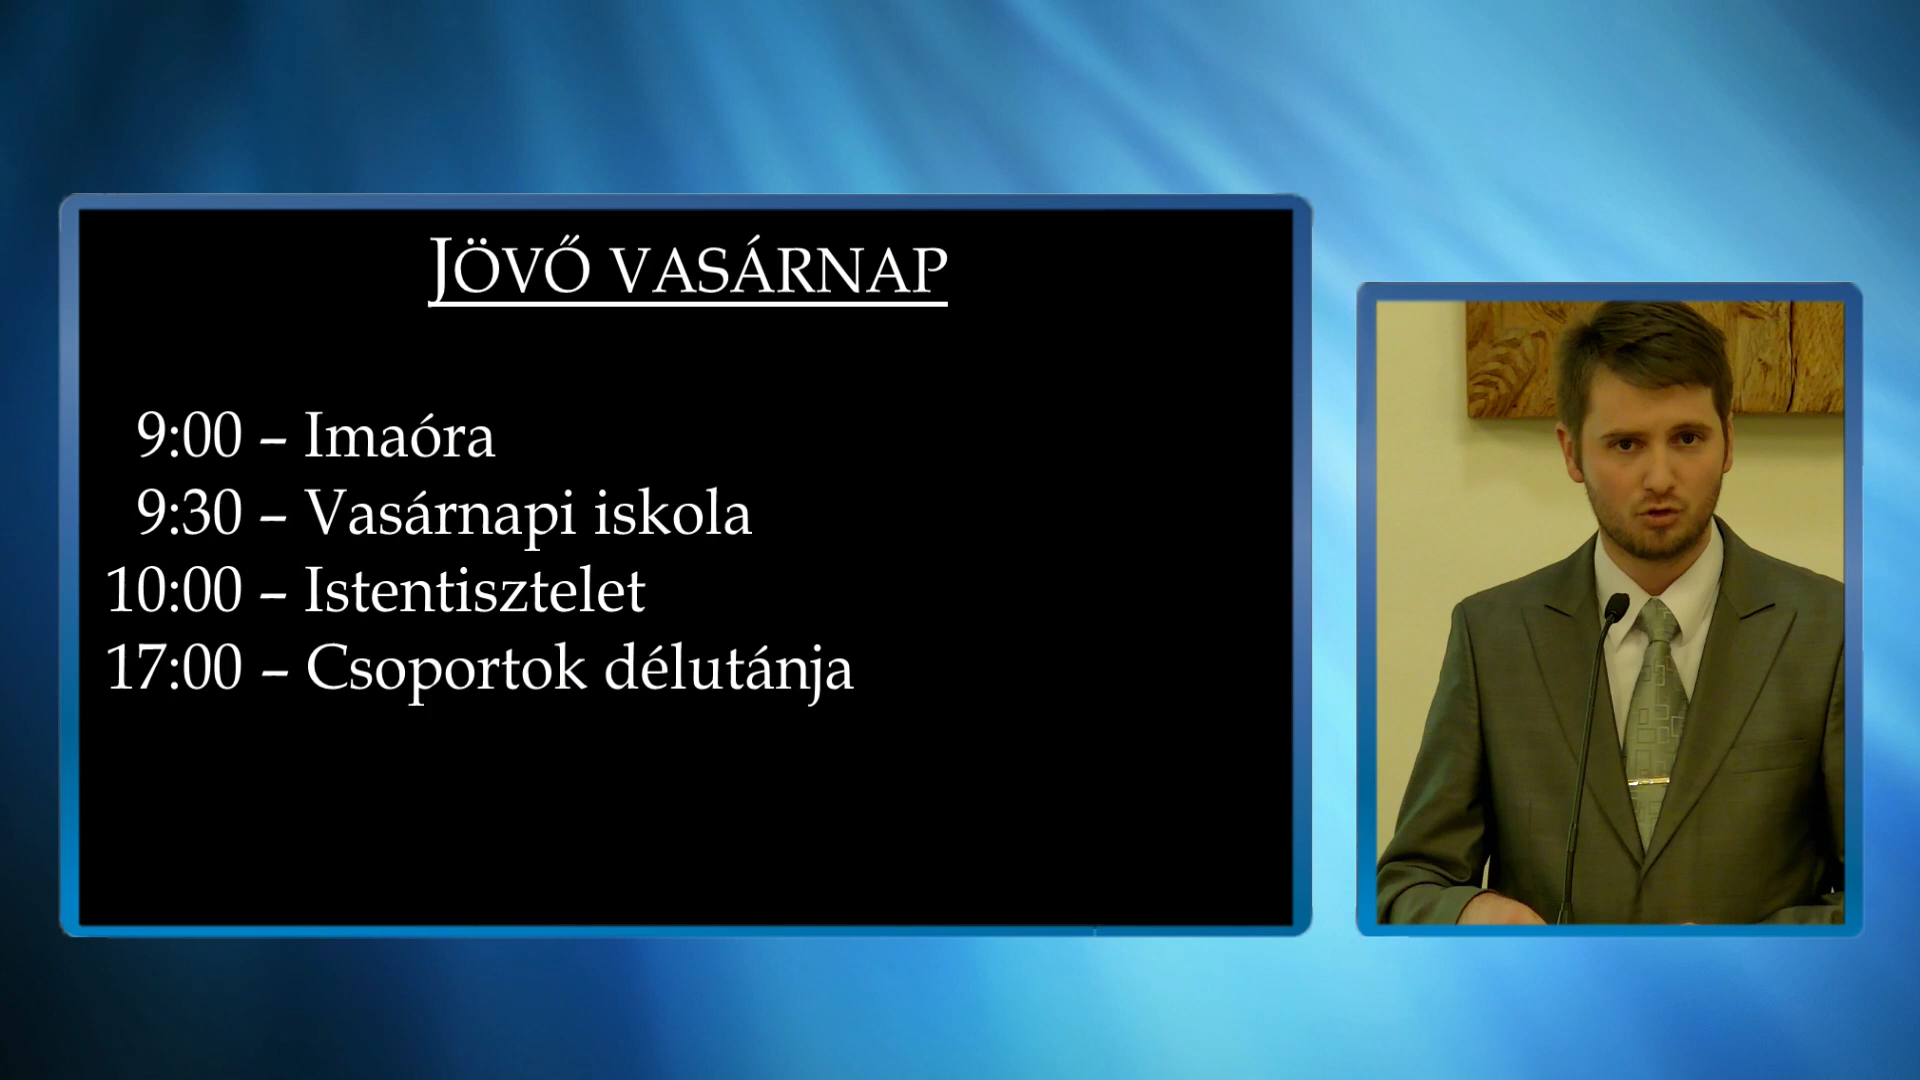 JÖVŐ VASÁRNAP
9:00 – Imaóra
9:30 – Vasárnapi iskola
10:00 – Istentisztelet
17:00 – Csoportok délutánja